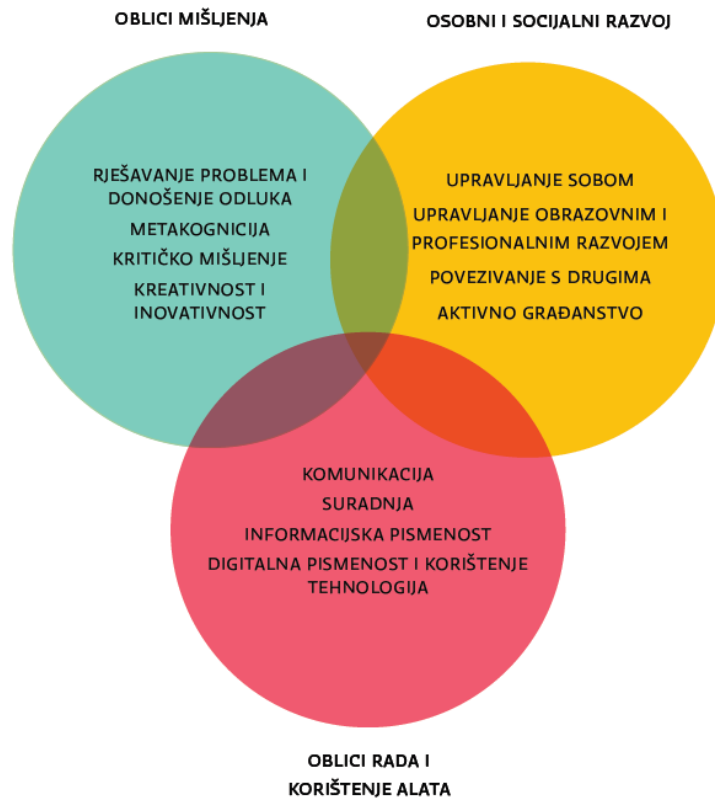 OBLICI MIŠLJENJA
OSOBNI I SOCIJALNI RAZVOJ
RJEŠAVANJE PROBLEMA I
DONOŠENJE ODLUKA
METAKOGNICIJA
KRITIČKO MIŠLJENJE
KREATIVNOST I
INOVATIVNOST
UPRAVLJANJE SOBOM
UPRAVLJANJE OBRAZOVNIM I
PROFESIONALNIM RAZVOJEM
POVEZIVANJE S DRUGIMA
AKTIVNO GRAĐANSTVO
KOMUNIKACIJA
SURADNJA
INFORMACIJSKA PISMENOST
DIGITALNA PISMENOST I KORIŠTENJE
TEHNOLOGIJA
OBLICI RADA I
KORIŠTENJE ALATA